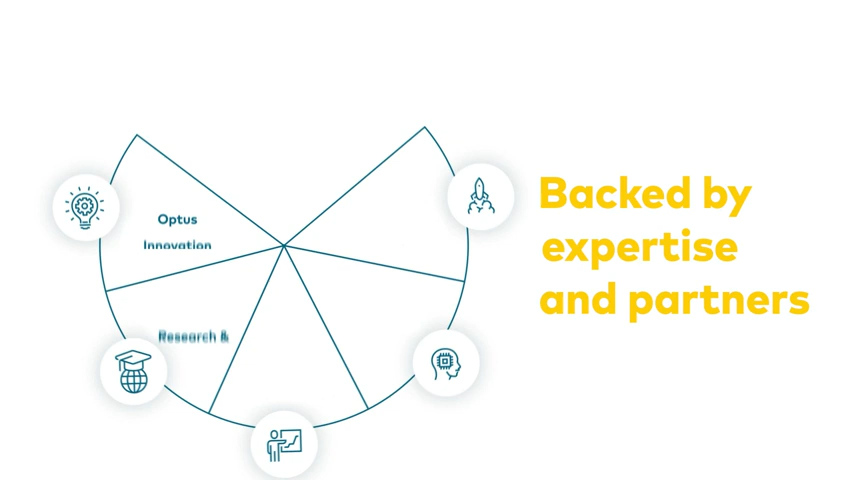 Optus
Innovation
Research &
Backed by
expertise
and partners